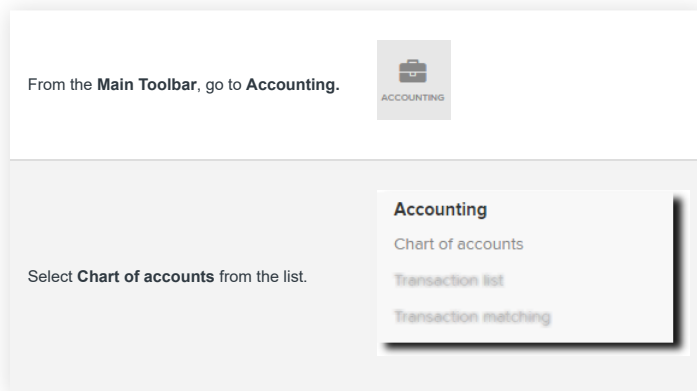 From the Main Toolbar, go to Accounting.
ACCOUNTING
Select Chart of accounts from the list.
Accounting
Chart of accounts
Transaction list
Transaction matching